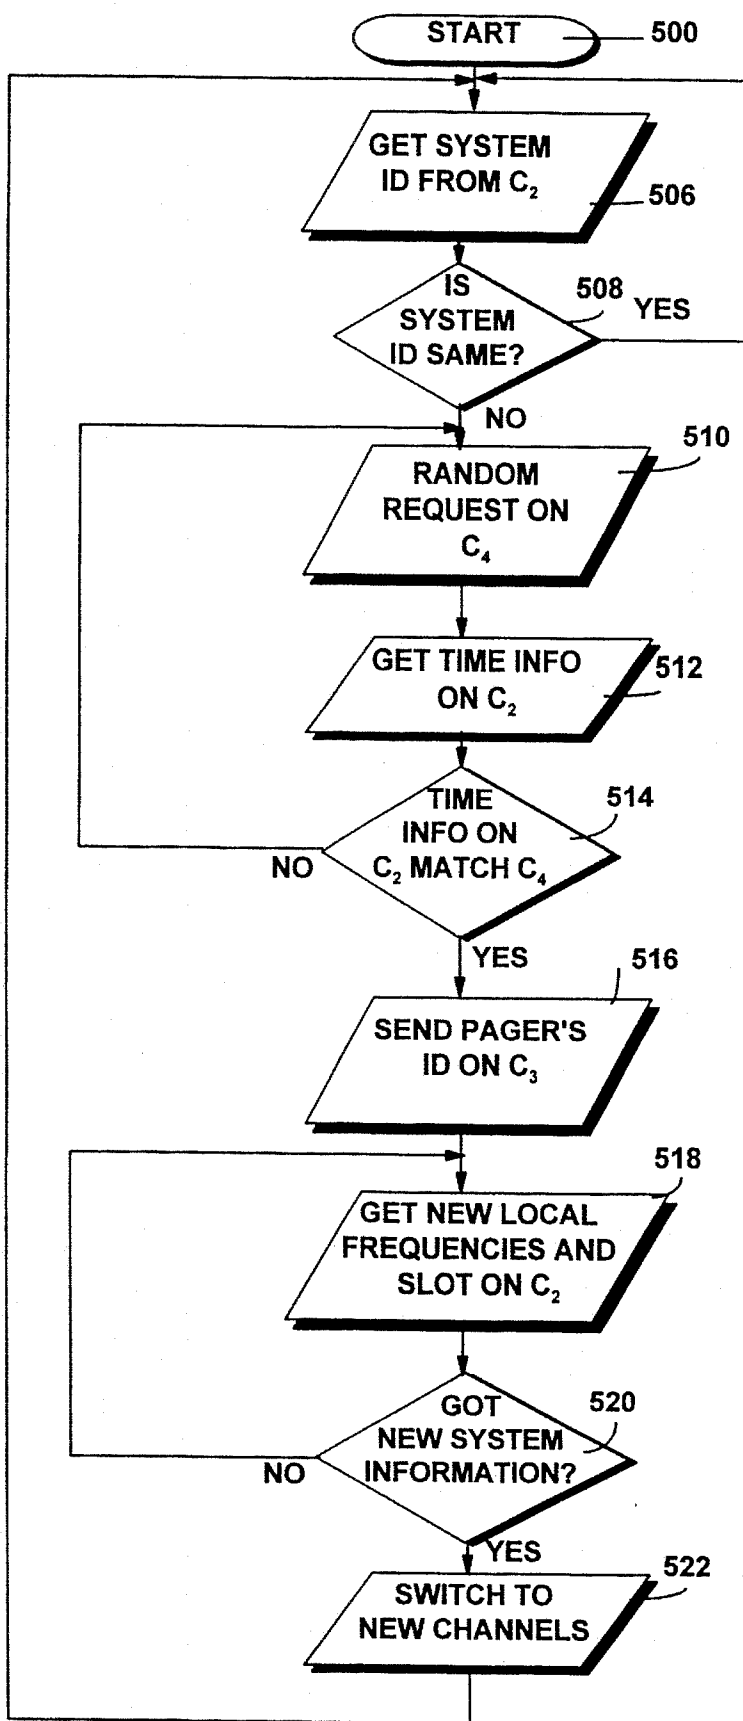 START
500
GET SYSTEM
ID FROM C₂
506
IS
SYSTEM
ID SAME?
508
YES
NO
RANDOM
REQUEST ON
C₄
510
GET TIME INFO
ON C₂
512
TIME
INFO ON
C₂ MATCH C₄
514
NO
YES
SEND PAGER'S
ID ON C₃
516
GET NEW LOCAL
FREQUENCIES AND
SLOT ON C₂
518
GOT
NEW SYSTEM
INFORMATION?
520
NO
YES
SWITCH TO
NEW CHANNELS
522